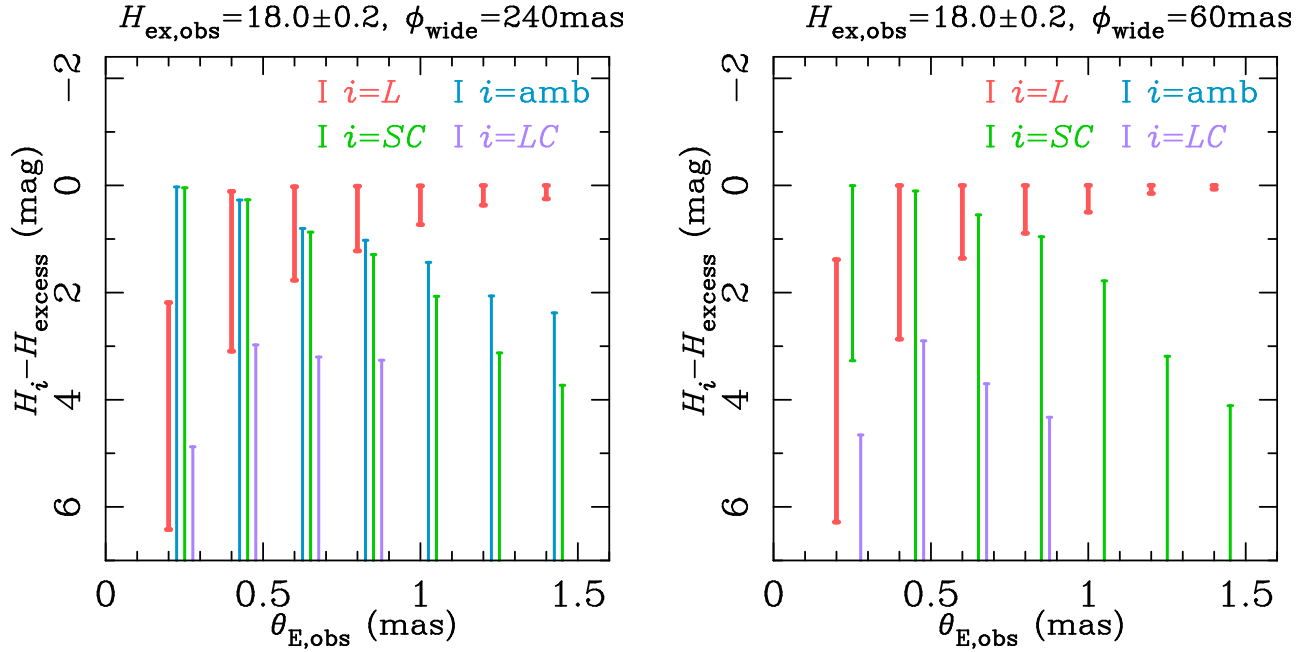 H_ex,obs=18.0±0.2, ϕ_wide=240mas
I i=L I i=amb
I i=SC I i=LC
−2
0
2
4
6
H_i−H_excess (mag)
0 0.5 1 1.5
θ_E,obs (mas)
H_ex,obs=18.0±0.2, ϕ_wide=60mas
I i=L I i=amb
I i=SC I i=LC
−2
0
2
4
6
H_i−H_excess (mag)
0 0.5 1 1.5
θ_E,obs (mas)